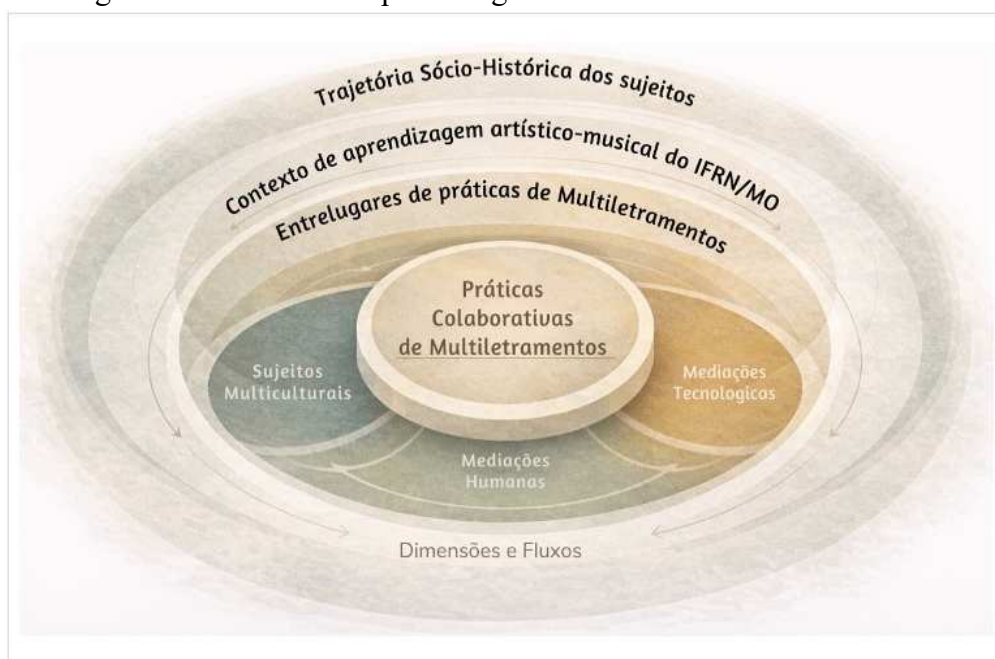 Trajetória Sócio-Histórica dos sujeitos
Contexto de aprendizagem artístico-musical do IFRN/MO
Entrelugares de práticas de Multiletramentos
Práticas
Colaborativas
de Multiletramentos
Sujeitos
Multiculturais
Mediações
Tecnologicas
Mediações
Humanas
Dimensões e Fluxos